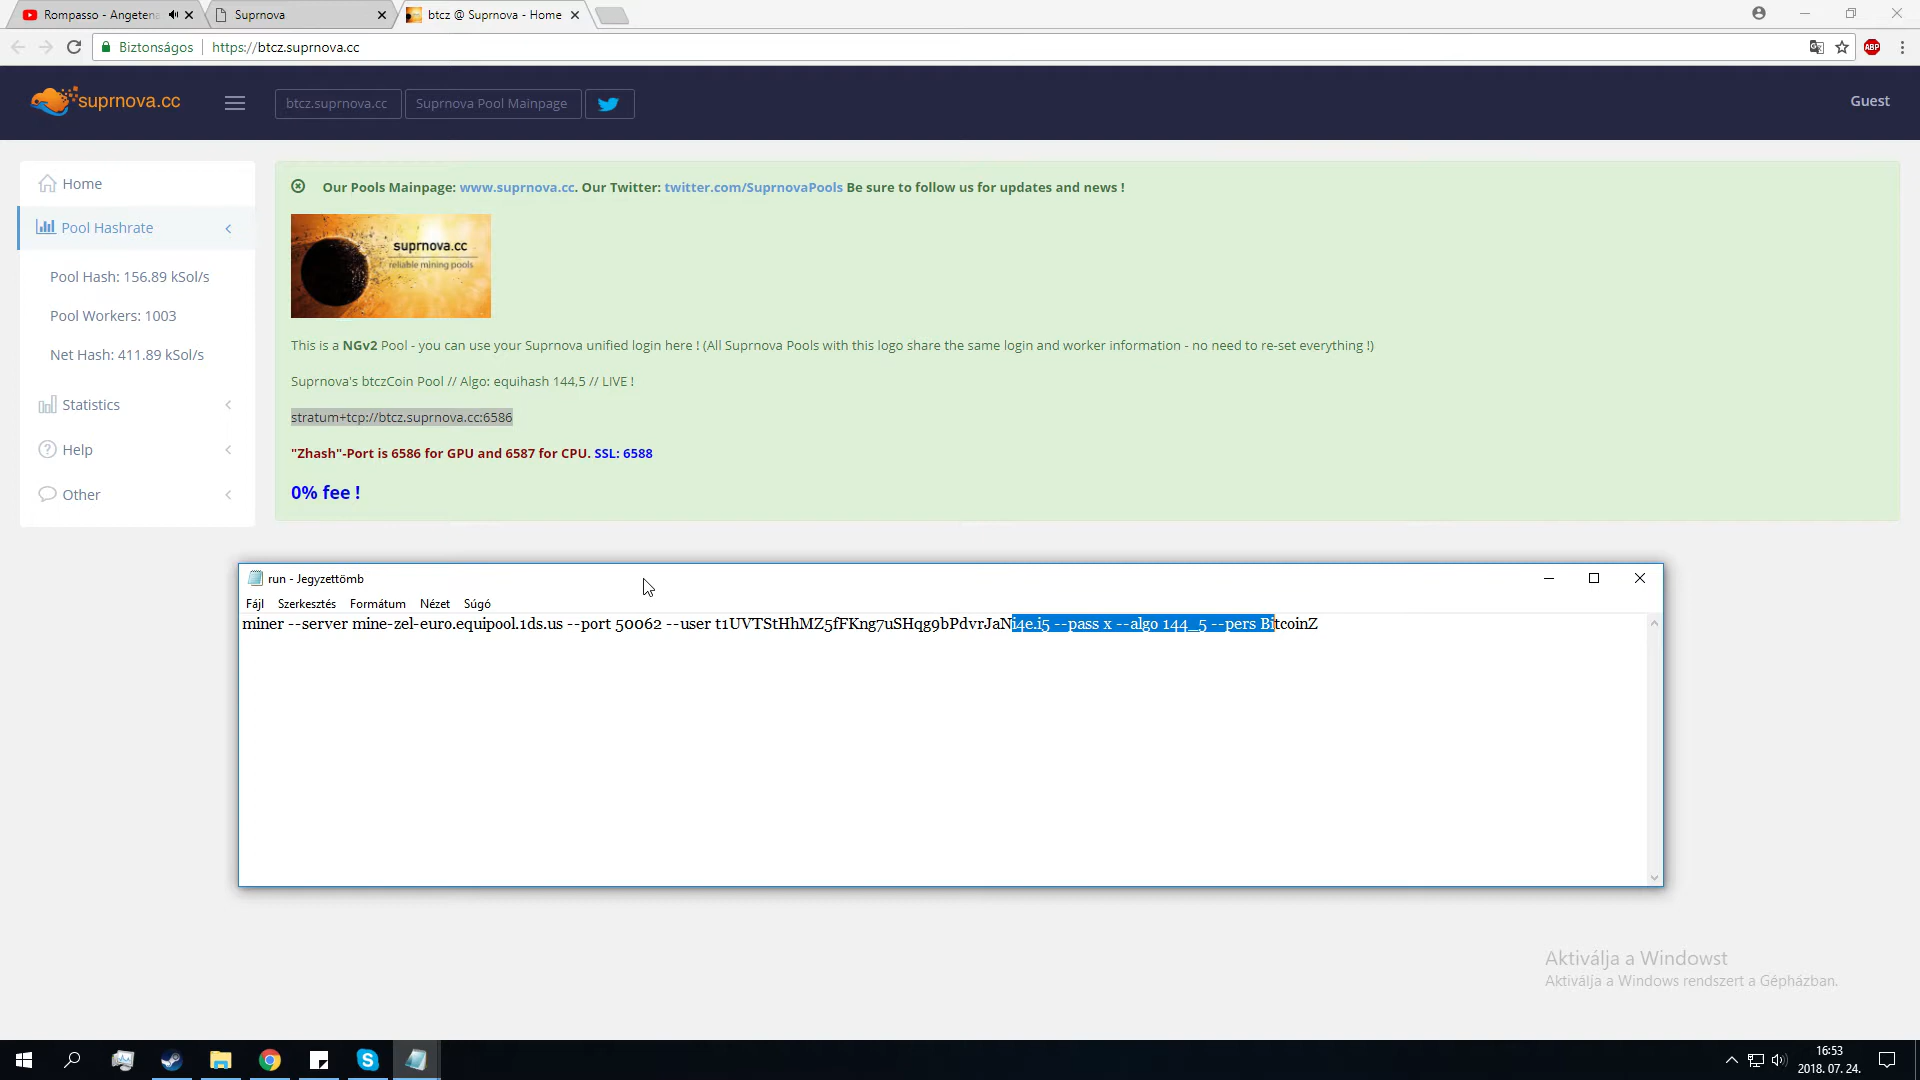 Rompasso - Angetena
Suprnova
btcz @ Suprnova - Home
Biztonságos
https://btcz.suprnova.cc
ABP
suprnova.cc
btcz.suprnova.cc
Suprnova Pool Mainpage
Guest
Home
Pool Hashrate
Pool Hash: 156.89 kSol/s
Pool Workers: 1003
Net Hash: 411.89 kSol/s
Statistics
Help
Other
Our Pools Mainpage: www.suprnova.cc. Our Twitter: twitter.com/SuprnovaPools Be sure to follow us for updates and news !
suprnova.cc
reliable mining pools
This is a NGv2 Pool - you can use your Suprnova unified login here ! (All Suprnova Pools with this logo share the same login and worker information - no need to re-set everything !)
Suprnova's btczCoin Pool // Algo: equihash 144,5 // LIVE !
stratum+tcp://btcz.suprnova.cc:6586
"Zhash"-Port is 6586 for GPU and 6587 for CPU. SSL: 6588
0% fee !
run - Jegyzettömb
Fájl Szerkesztés Formátum Nézet Súgó
miner --server mine-zel-euro.equipool.1ds.us --port 50062 --user t1UVTStHhMZ5fFKng7uSHqg9bPdvrJaNi4e.i5 --pass x --algo 144_5 --pers BitcoinZ
Aktiválja a Windowst
Aktiválja a Windows rendszert a Gépházban.
16:53
2018. 07. 24.